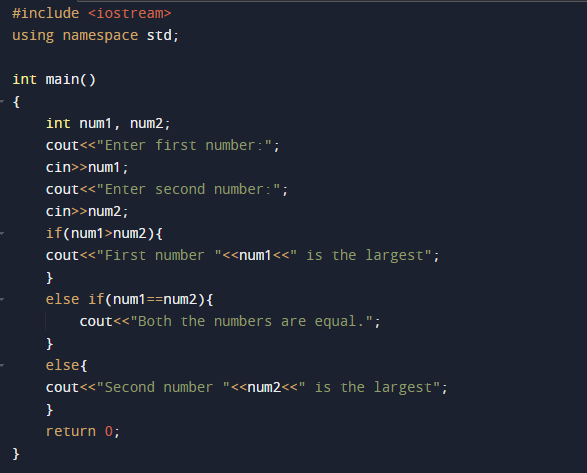 #include <iostream>
using namespace std;
int main()
{
    int num1, num2;
    cout<<"Enter first number:";
    cin>>num1;
    cout<<"Enter second number:";
    cin>>num2;
    if(num1>num2){
    cout<<"First number "<<num1<<" is the largest";
    }
    else if(num1==num2){
        cout<<"Both the numbers are equal.";
    }
    else{
    cout<<"Second number "<<num2<<" is the largest";
    }
    return 0;
}